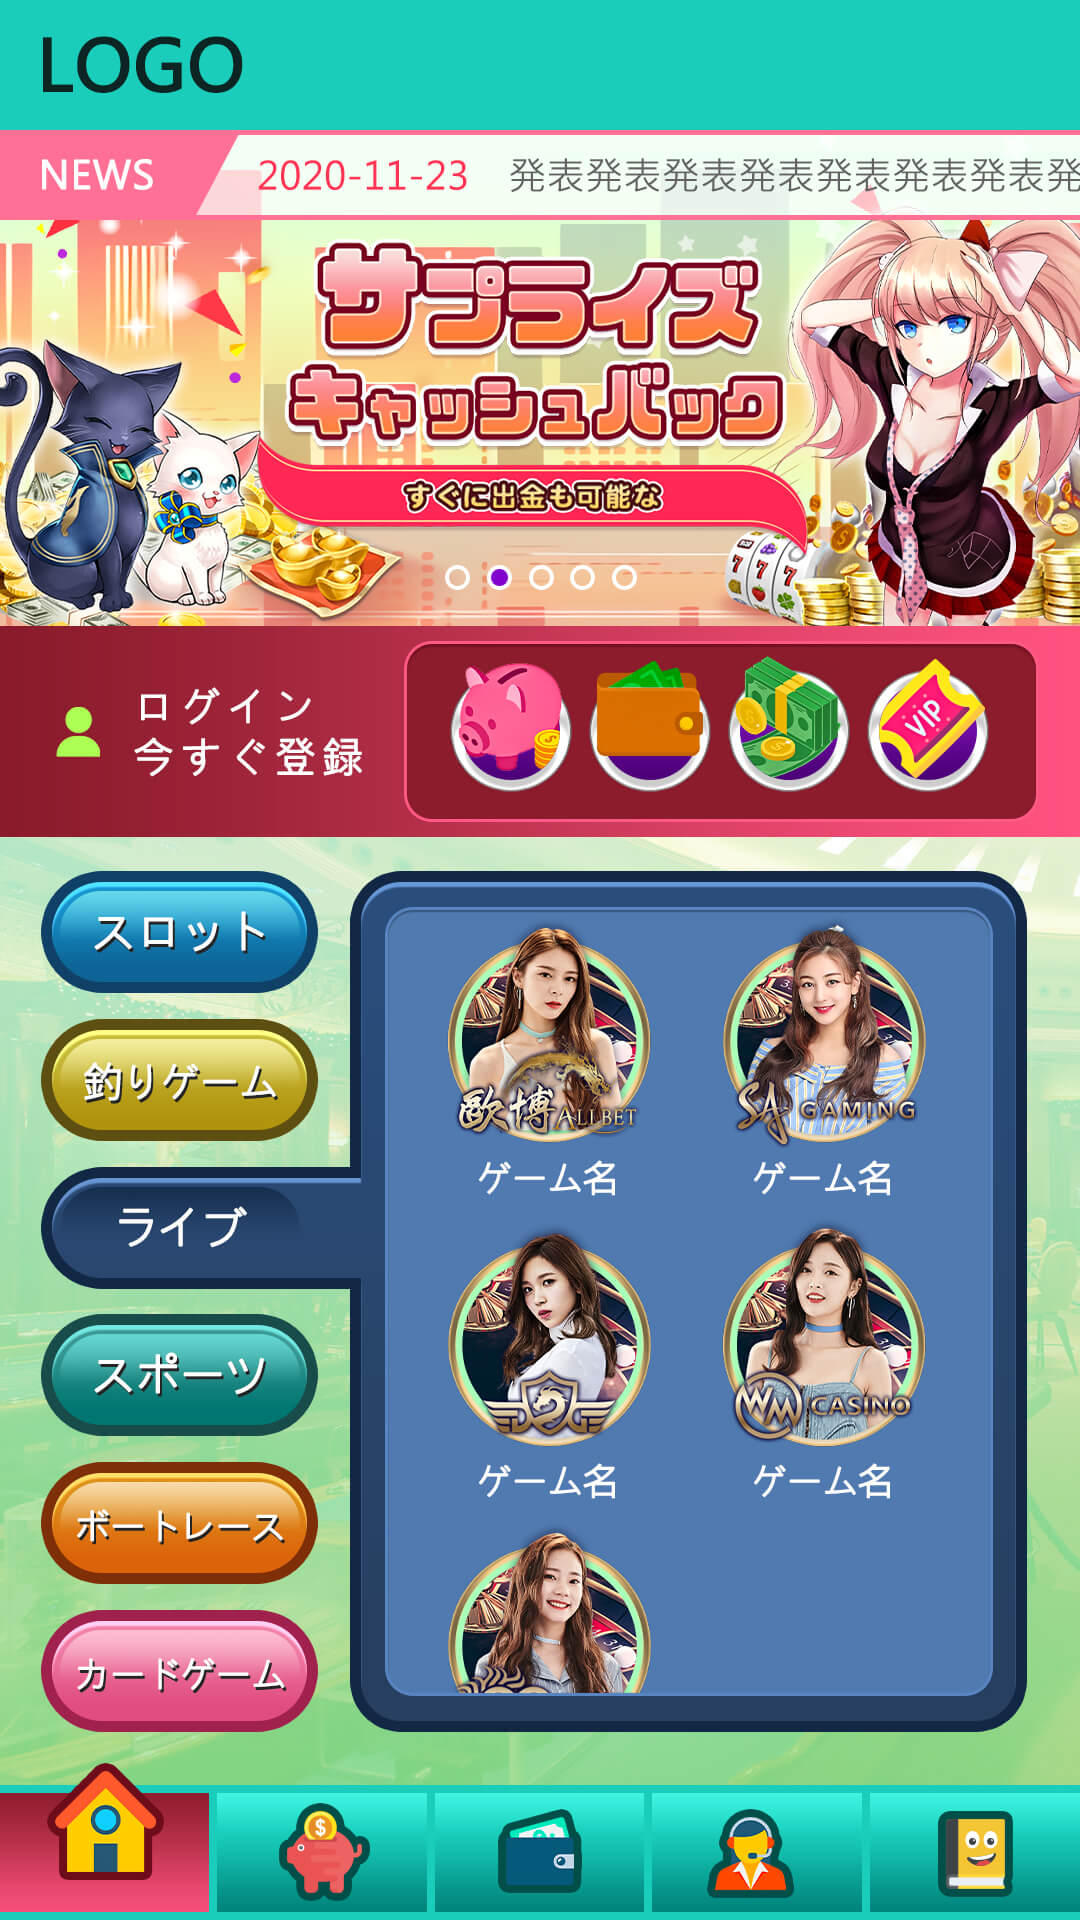 LOGO
NEWS 2020-11-23 発表発表発表発表発表発表発表発
サプライズ
キャッシュバック
すぐに出金も可能な
7 7 7
ログイン
今すぐ登録
VIP
スロット
釣りゲーム
ライブ
スポーツ
ボートレース
カードゲーム
歐博 ALLBET
SA GAMING
ゲーム名
ゲーム名
DG
WM CASINO
ゲーム名
ゲーム名